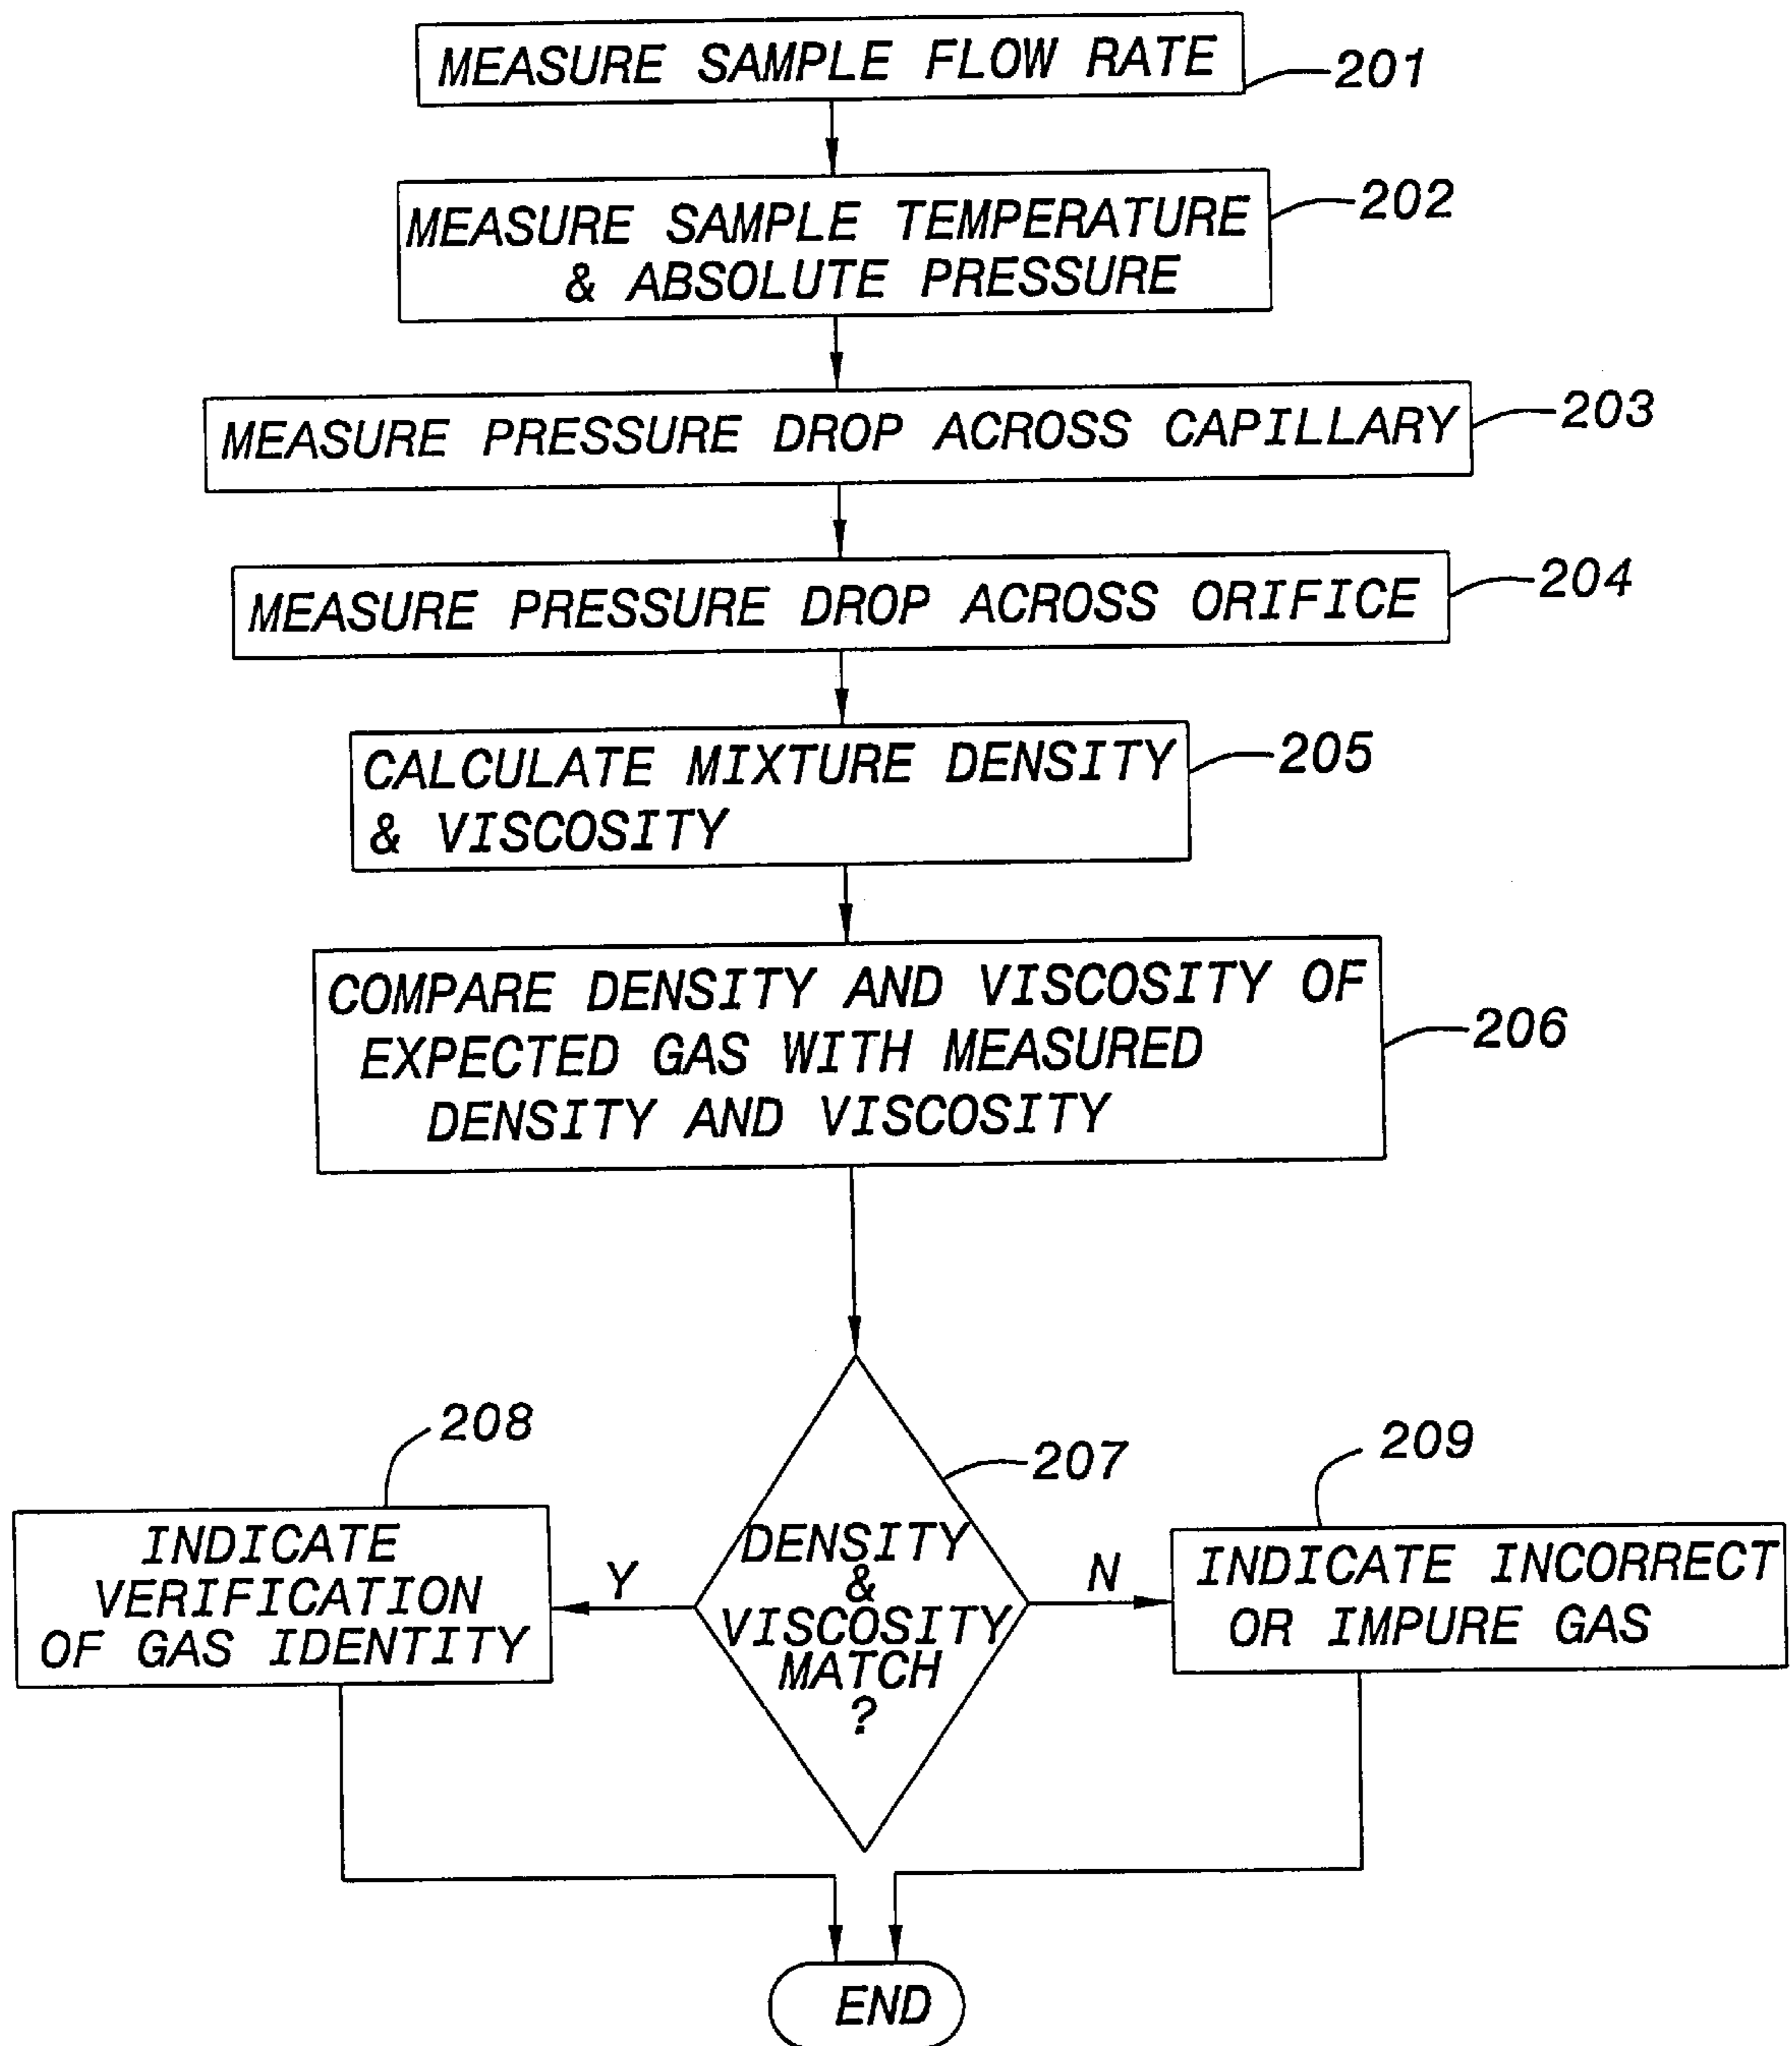 MEASURE SAMPLE FLOW RATE
201
MEASURE SAMPLE TEMPERATURE
& ABSOLUTE PRESSURE
202
MEASURE PRESSURE DROP ACROSS CAPILLARY
203
MEASURE PRESSURE DROP ACROSS ORIFICE
204
CALCULATE MIXTURE DENSITY
& VISCOSITY
205
COMPARE DENSITY AND VISCOSITY OF
EXPECTED GAS WITH MEASURED
DENSITY AND VISCOSITY
206
207
DENSITY
&
VISCOSITY
MATCH
?
Y
208
INDICATE
VERIFICATION
OF GAS IDENTITY
N
209
INDICATE INCORRECT
OR IMPURE GAS
END